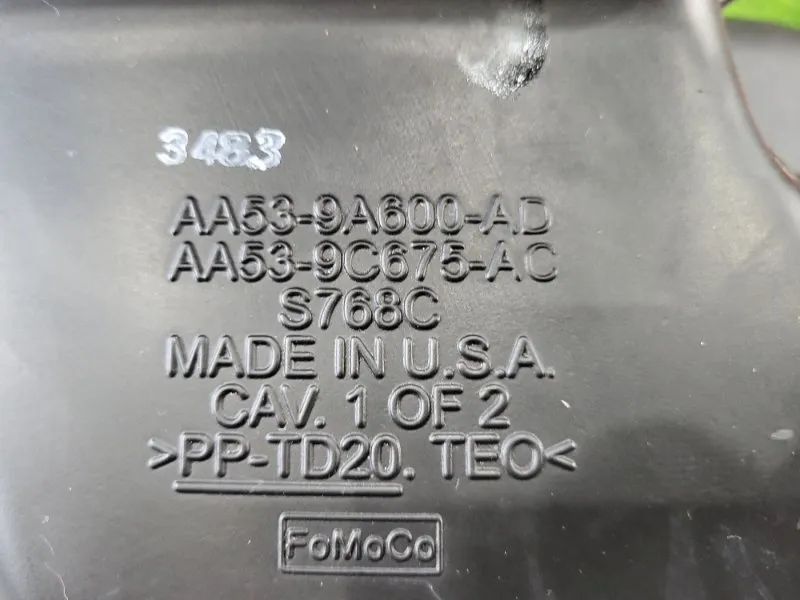 3483
AA53-9A600-AD
AA53-9C675-AC
S768C
MADE IN U.S.A.
CAV. 1 OF 2
>PP-TD20. TEO<
FoMoCo